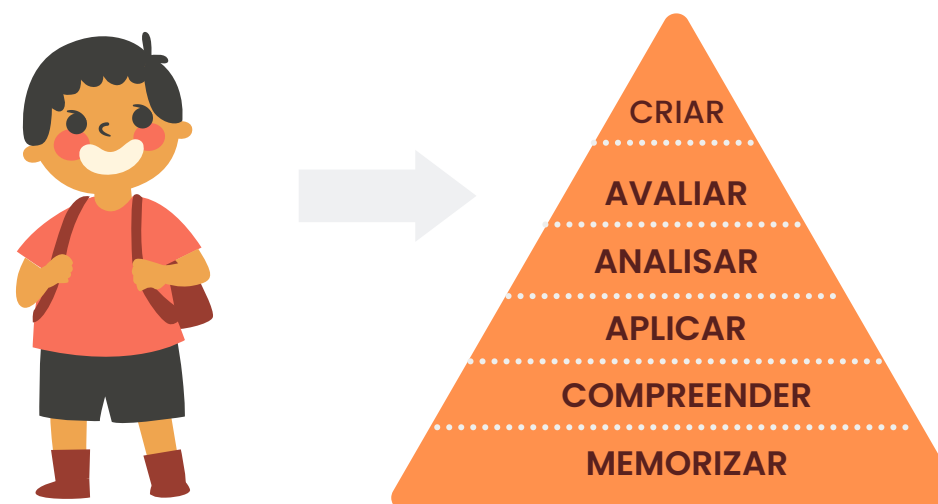 CRIAR
AVALIAR
ANALISAR
APLICAR
COMPREENDER
MEMORIZAR